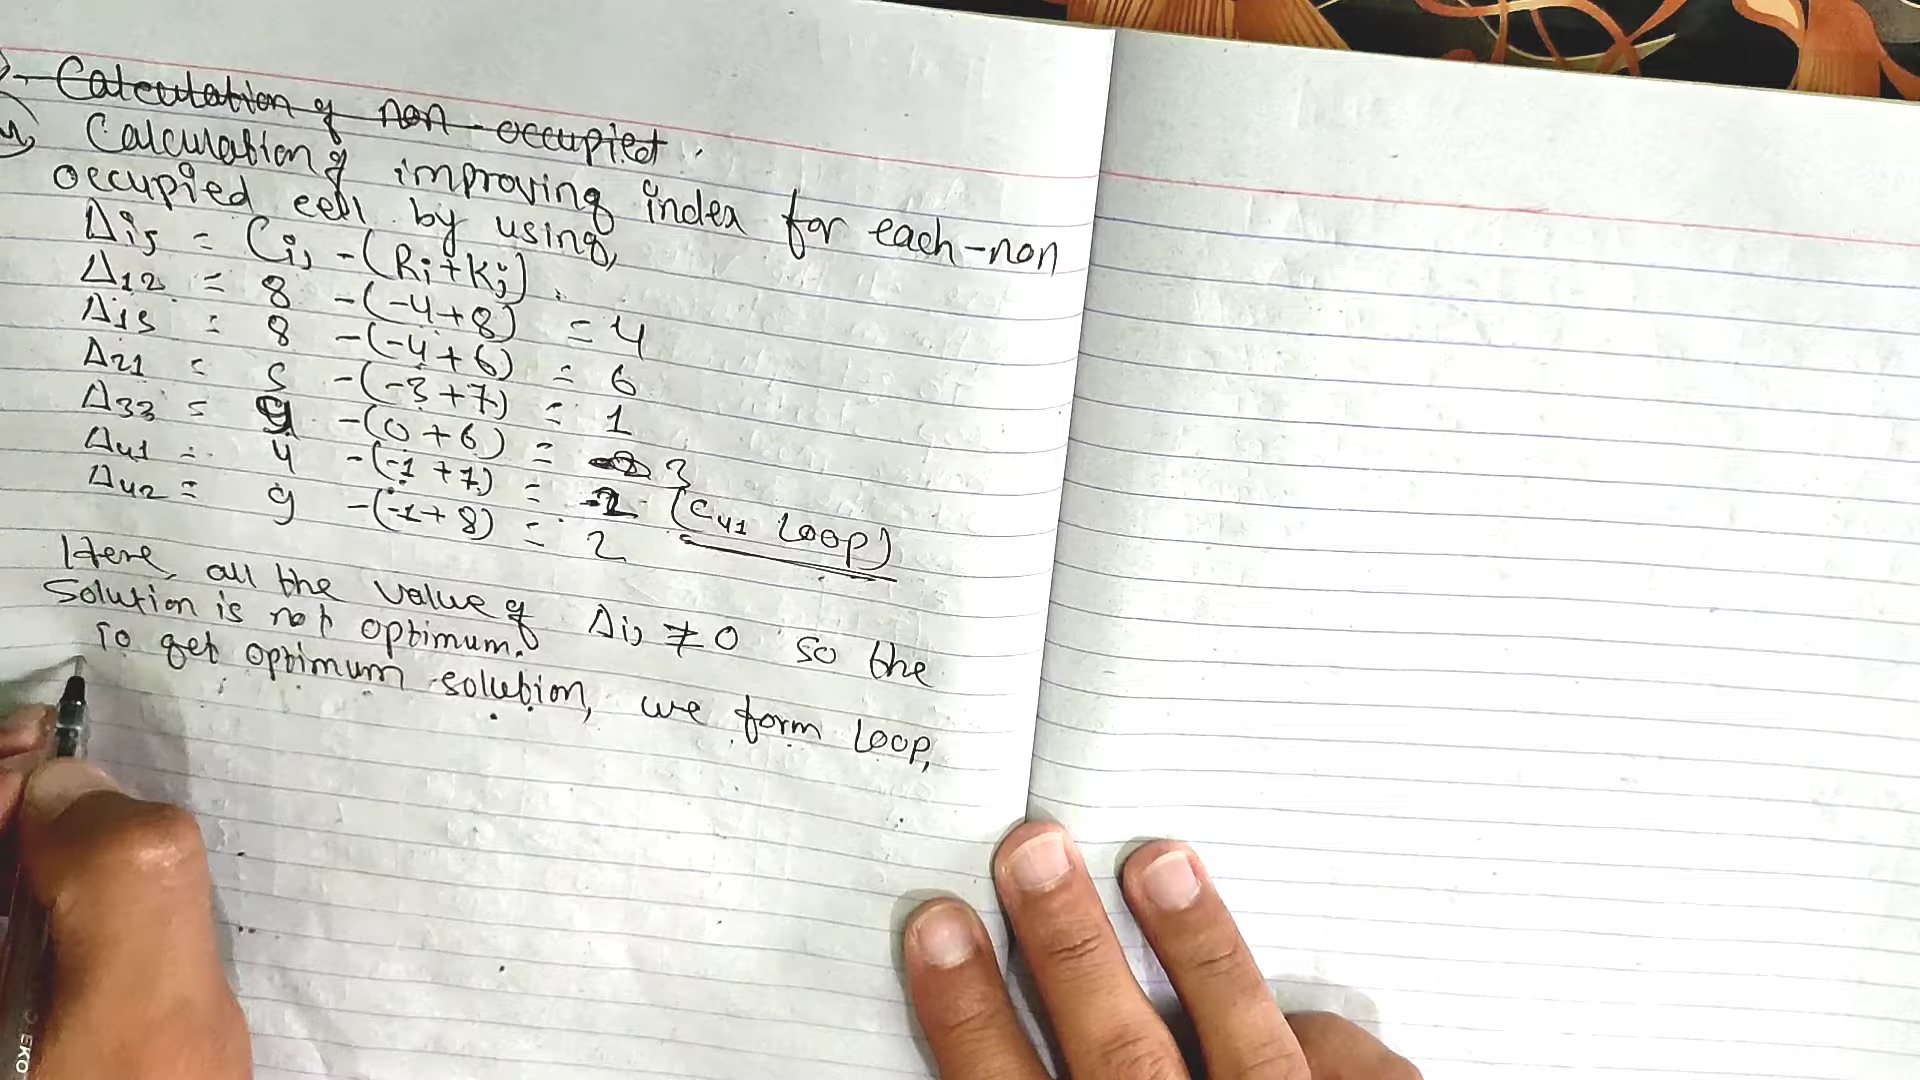 Calculation of non-occupied.
Calculation of improving index for each-non
occupied cell by using,
Δij = Cij -(Ri+Kj).
Δ12 = 8 -(-4+8) = 4
Δ13 = 8 -(-4+6) = 6
Δ21 = 5 -(-3+7) = 1
Δ33 = 9 -(0+6) = 3
Δ41 = 4 -(-1+7) = -2 (C41 Loop)
Δ42 = 9 -(-1+8) = 2
Here, all the value of Δij ≠ 0 so the
solution is not optimum.
To get optimum solution, we form Loop,
EKO